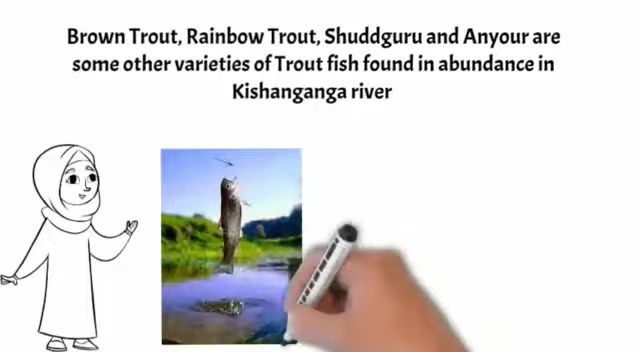 Brown Trout, Rainbow Trout, Shuddguru and Anyour are
some other varieties of Trout fish found in abundance in
Kishanganga river